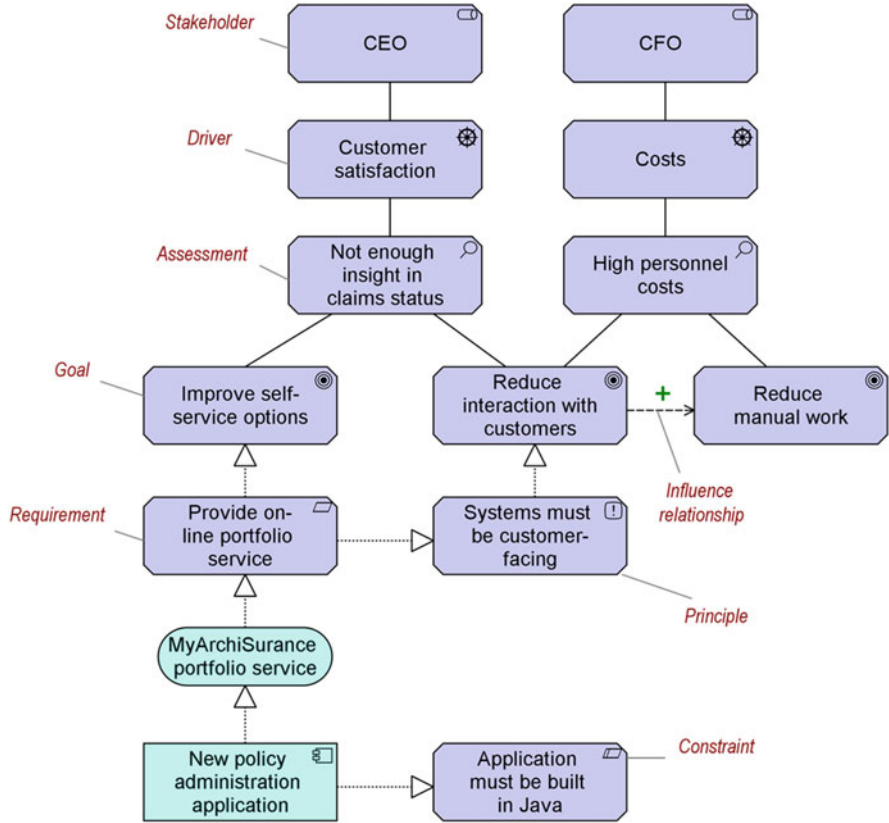 Stakeholder
CEO
CFO
Driver
Customer
satisfaction
Costs
Assessment
Not enough
insight in
claims status
High personnel
costs
Goal
Improve self-
service options
Reduce
interaction with
customers
+
Reduce
manual work
Influence
relationship
Requirement
Provide on-
line portfolio
service
Systems must
be customer-
facing
Principle
MyArchiSurance
portfolio service
New policy
administration
application
Application
must be built
in Java
Constraint